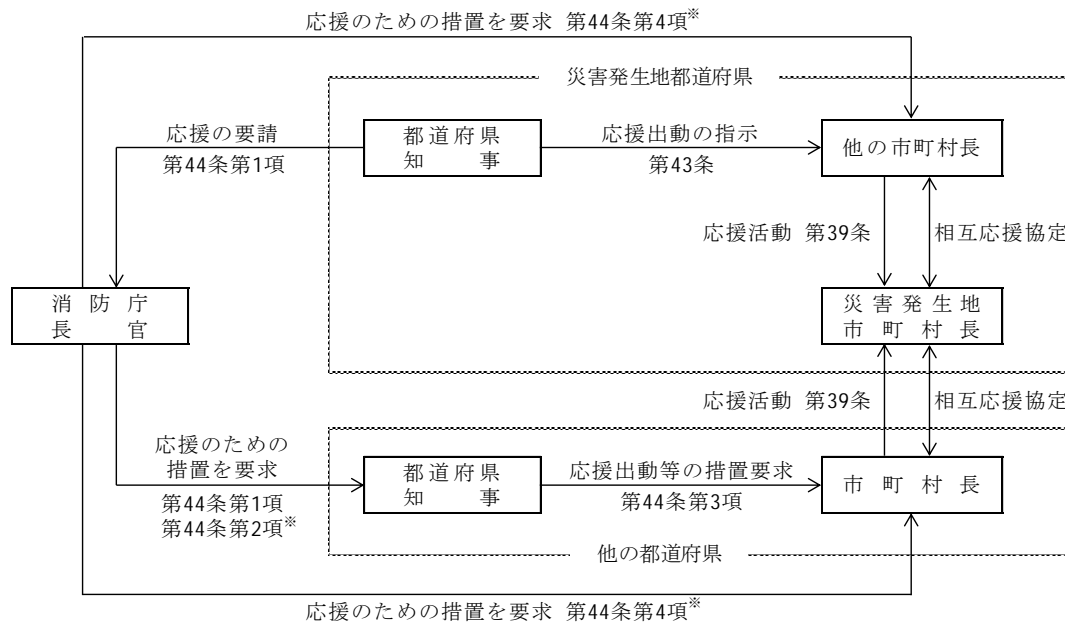 応援のための措置を要求 第44条第4項※
災害発生地都道府県
応援の要請
第44条第1項
都道府県
知事
応援出動の指示
第43条
他の市町村長
応援活動 第39条
相互応援協定
消防庁
長官
災害発生地
市町村長
応援活動 第39条
相互応援協定
応援のための
措置を要求
第44条第1項
第44条第2項※
都道府県
知事
応援出動等の措置要求
第44条第3項
市町村長
他の都道府県
応援のための措置を要求 第44条第4項※